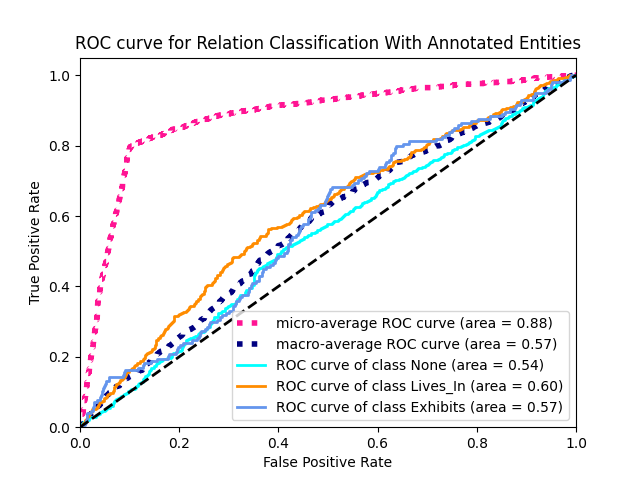 ROC curve for Relation Classification With Annotated Entities
True Positive Rate
1.0
0.8
0.6
0.4
0.2
0.0
micro-average ROC curve (area = 0.88)
macro-average ROC curve (area = 0.57)
ROC curve of class None (area = 0.54)
ROC curve of class Lives_In (area = 0.60)
ROC curve of class Exhibits (area = 0.57)
0.0 0.2 0.4 0.6 0.8 1.0
False Positive Rate